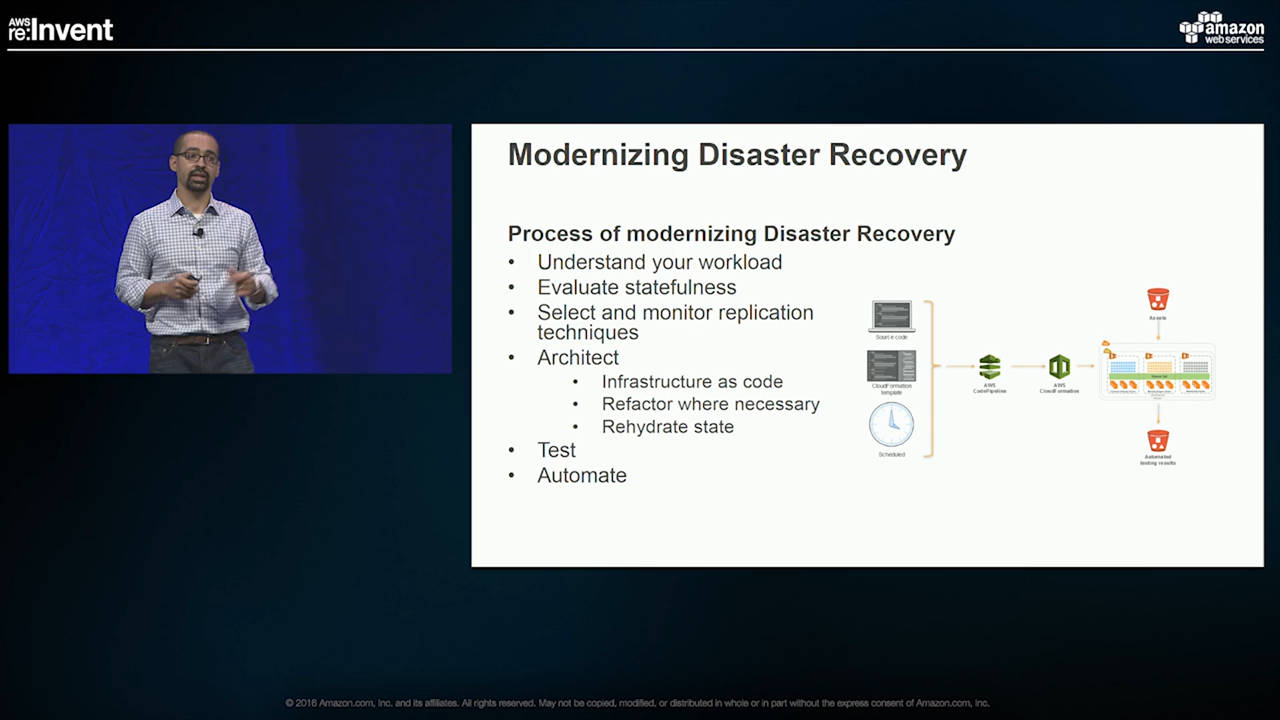 AWS
re:Invent
amazon
web services
Modernizing Disaster Recovery
Process of modernizing Disaster Recovery
• Understand your workload
• Evaluate statefulness
• Select and monitor replication
techniques
• Architect
• Infrastructure as code
• Refactor where necessary
• Rehydrate state
• Test
• Automate
Source code
CloudFormation
template
Scheduled
AWS
CodePipeline
AWS
CloudFormation
Assets
Automated
testing results
© 2016 Amazon.com, Inc. and its affiliates. All rights reserved. May not be copied, modified, or distributed in whole or in part without the express consent of Amazon.com, Inc.